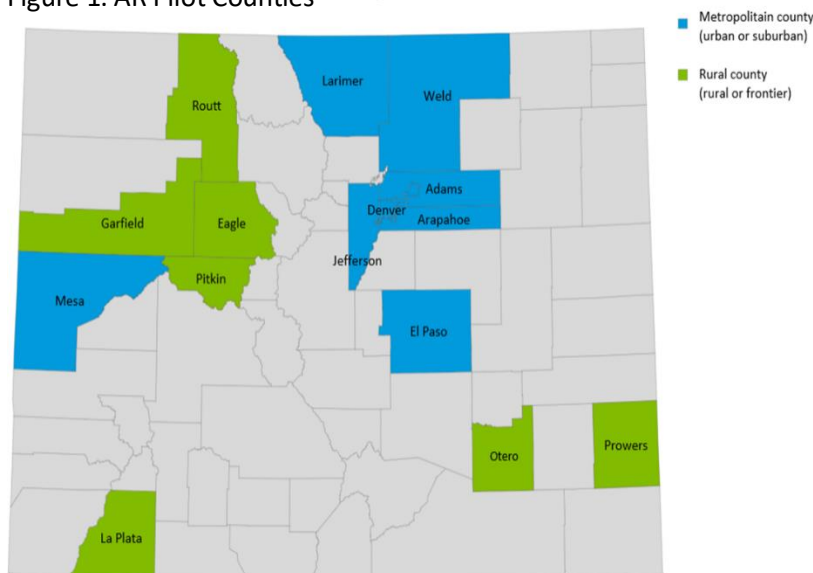 Figure 1: AR Pilot Counties
Metropolitain county
(urban or suburban)
Rural county
(rural or frontier)
Larimer
Weld
Routt
Adams
Denver
Arapahoe
Garfield
Eagle
Jefferson
Pitkin
Mesa
El Paso
Otero
Prowers
La Plata